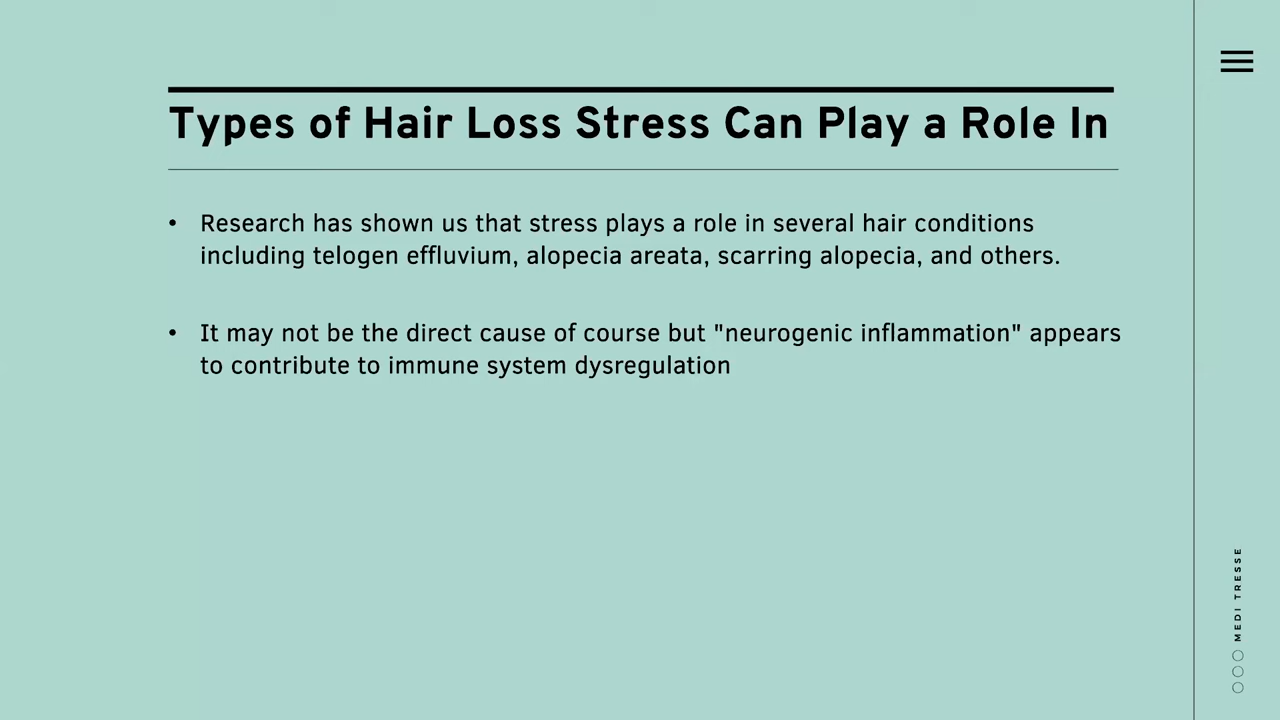 Types of Hair Loss Stress Can Play a Role In
• Research has shown us that stress plays a role in several hair conditions
including telogen effluvium, alopecia areata, scarring alopecia, and others.
• It may not be the direct cause of course but "neurogenic inflammation" appears
to contribute to immune system dysregulation
MEDI TRESSE